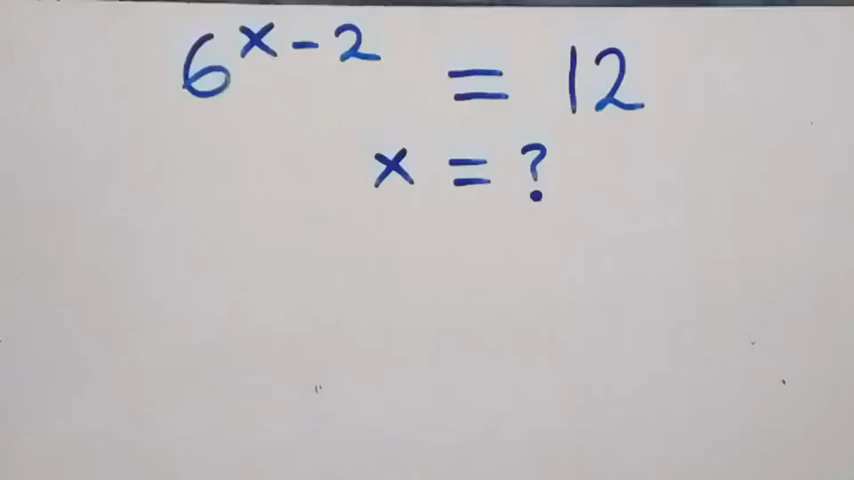 6^{x-2} = 12
x = ?